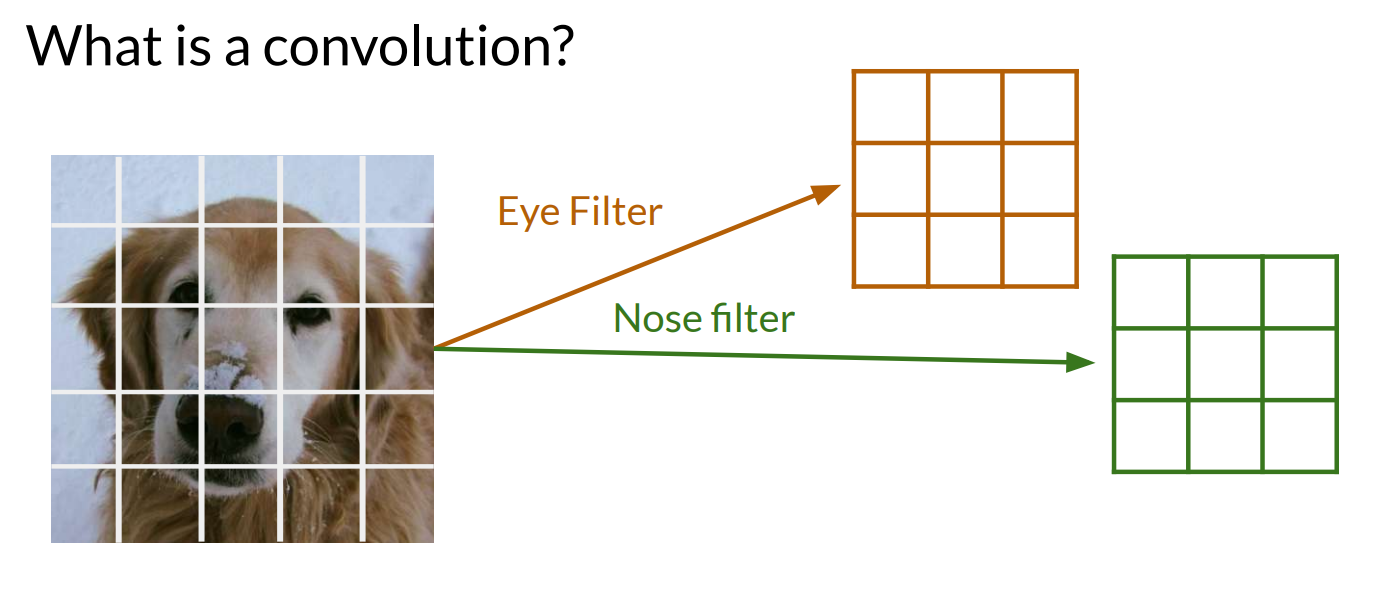 What is a convolution?
Eye Filter
Nose filter